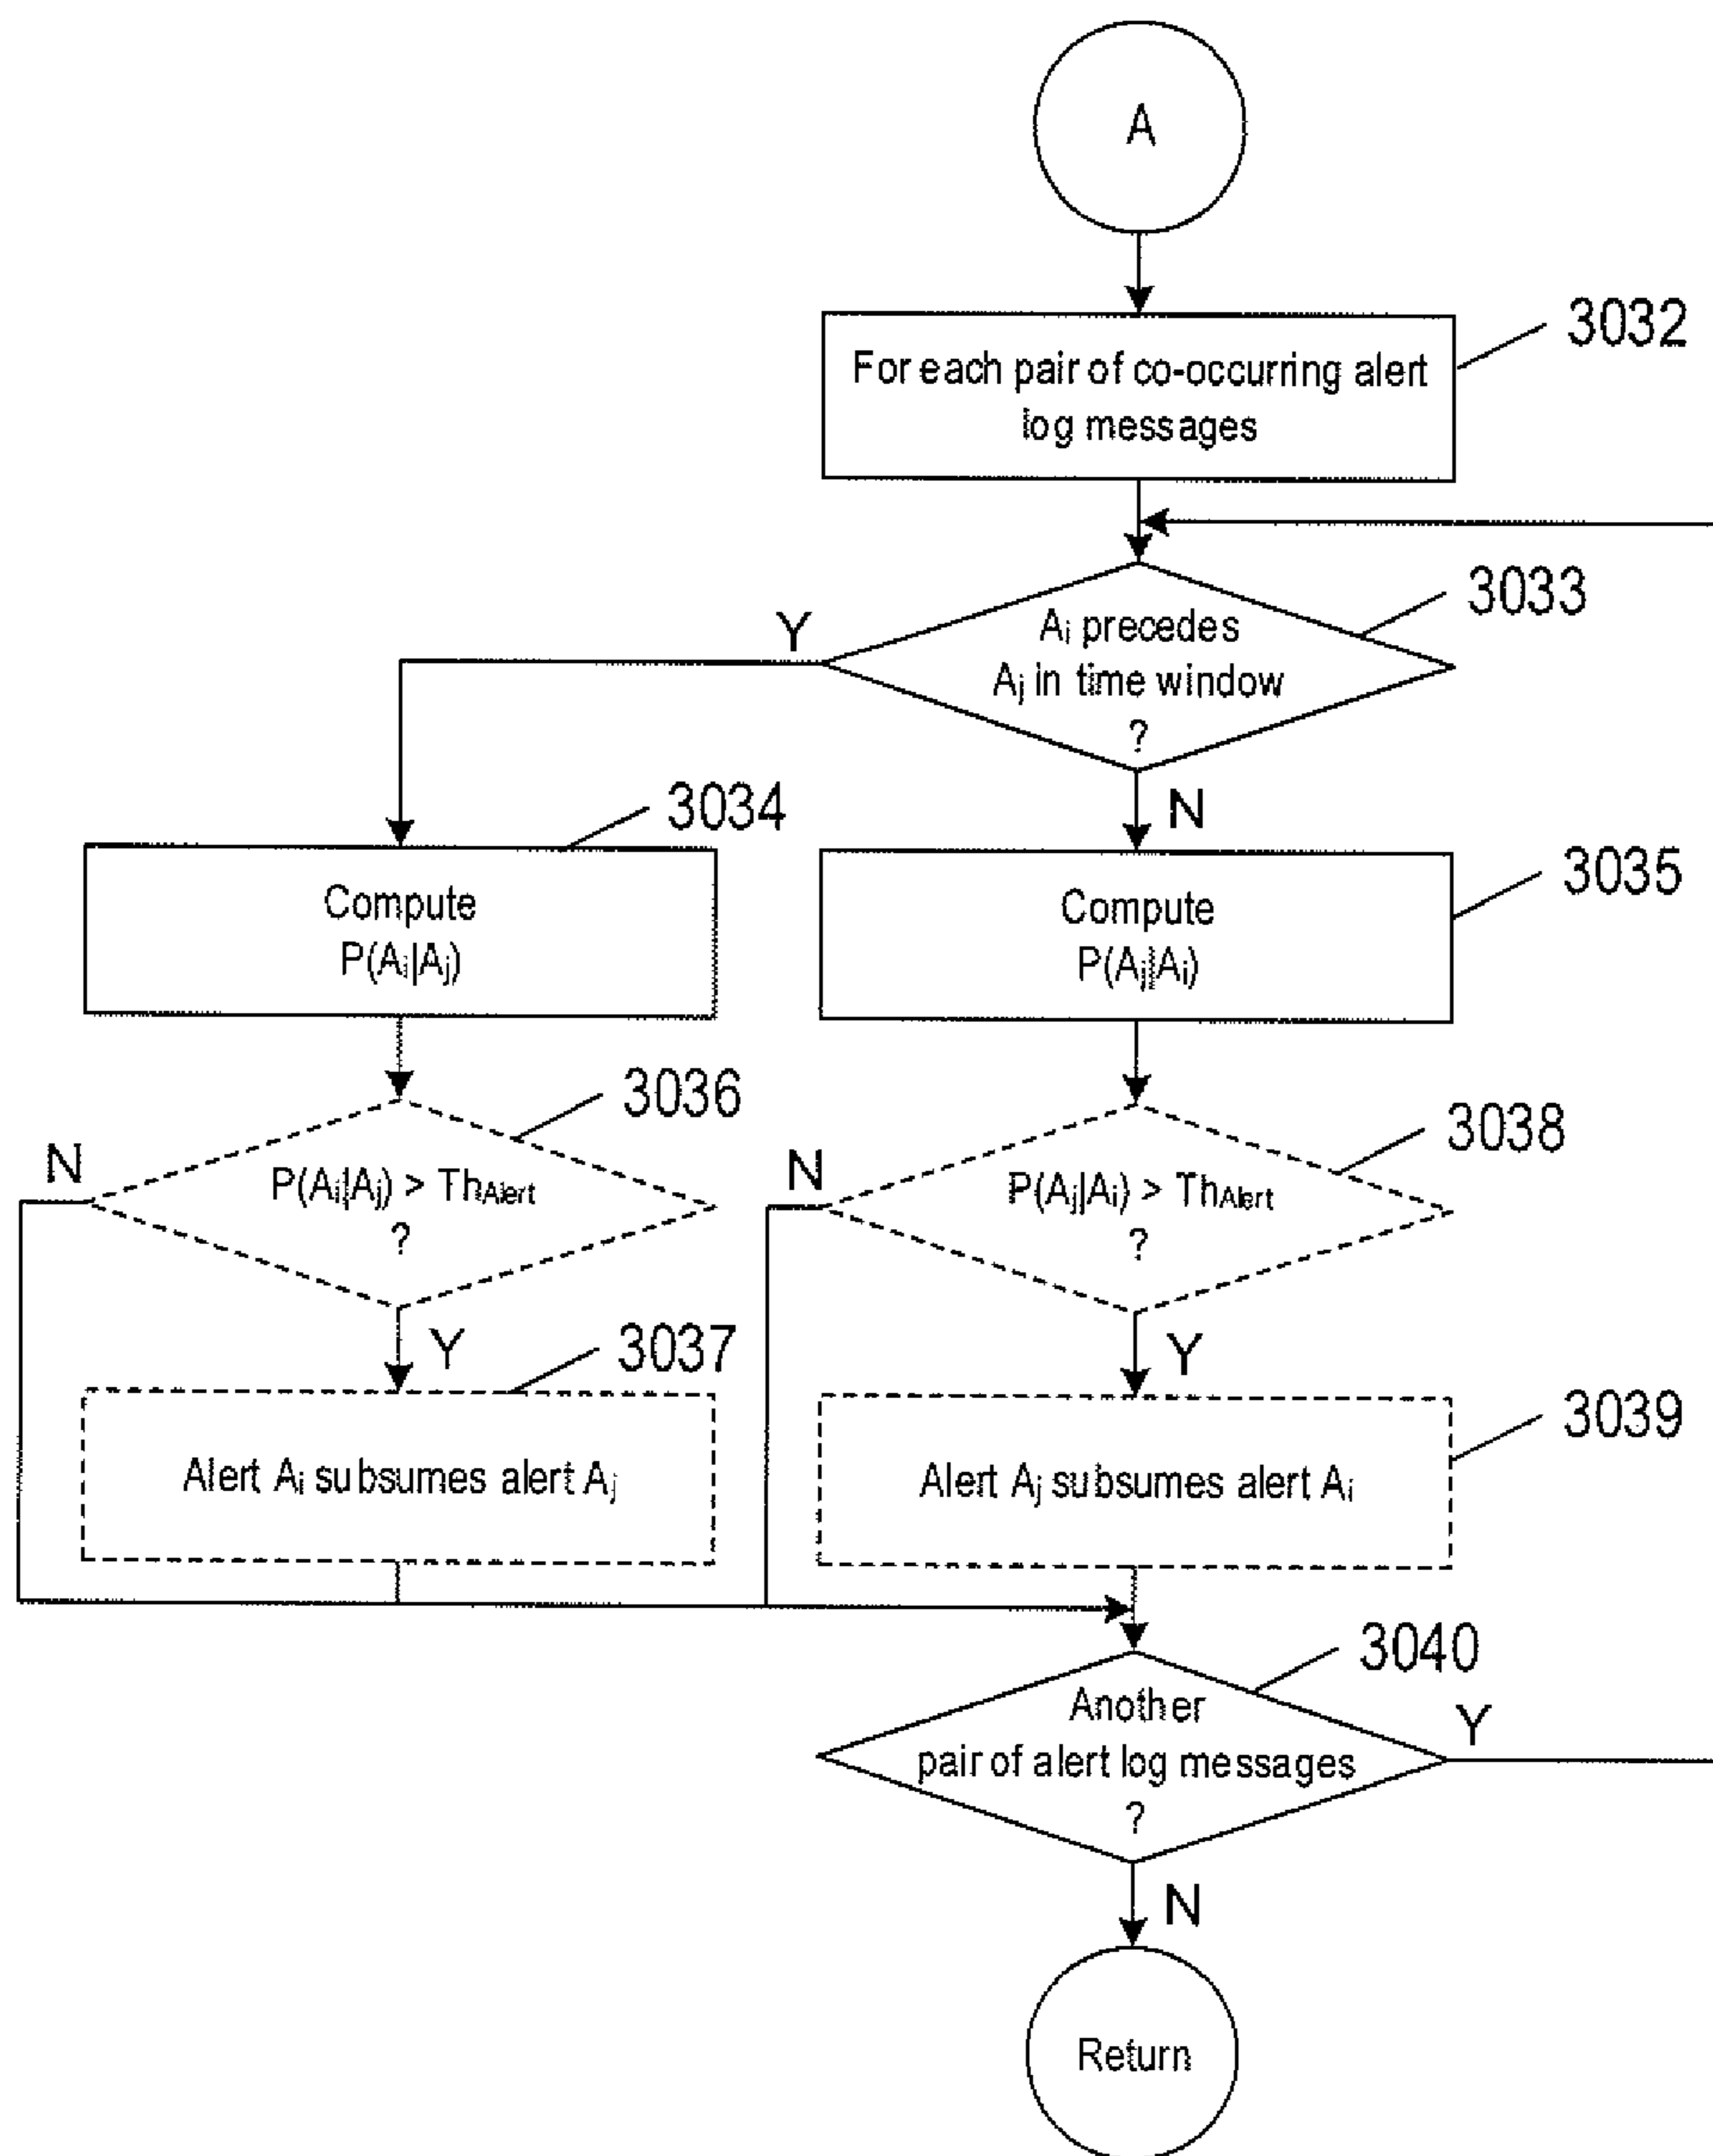 A
3032
For each pair of co-occurring alert
log messages
3033
Y
Ai precedes
Aj in time window
?
N
3034
Compute
P(Ai|Aj)
3035
Compute
P(Aj|Ai)
3036
N
P(Ai|Aj) > ThAlert
?
Y
3038
N
P(Aj|Ai) > ThAlert
?
Y
3037
Alert Ai subsumes alert Aj
3039
Alert Aj subsumes alert Ai
3040
Another
pair of alert log messages
?
Y
N
Return